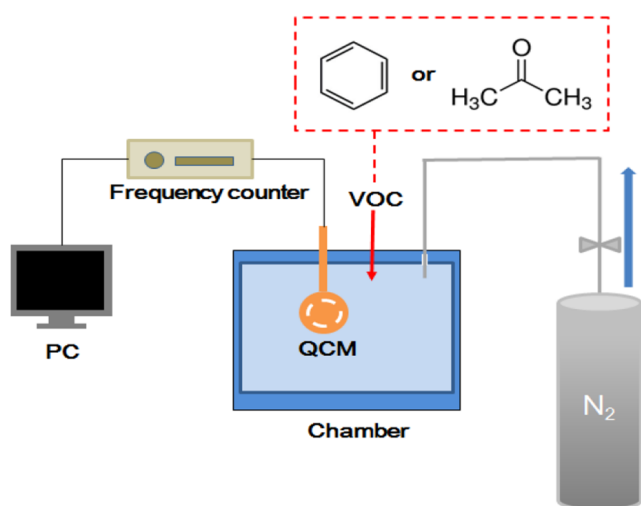 O
or
H₃C CH₃
Frequency counter
VOC
PC
QCM
N₂
Chamber